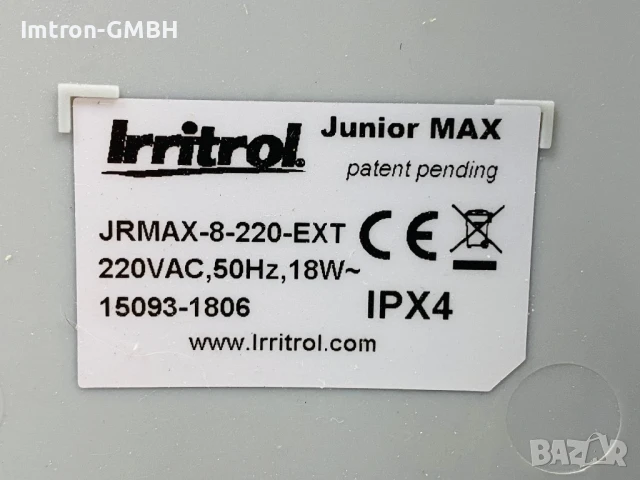 Imtron-GMBH
Irritrol.
Junior MAX
patent pending
JRMAX-8-220-EXT
220VAC,50Hz,18W~
15093-1806
IPX4
www.Irritrol.com
BAZAR